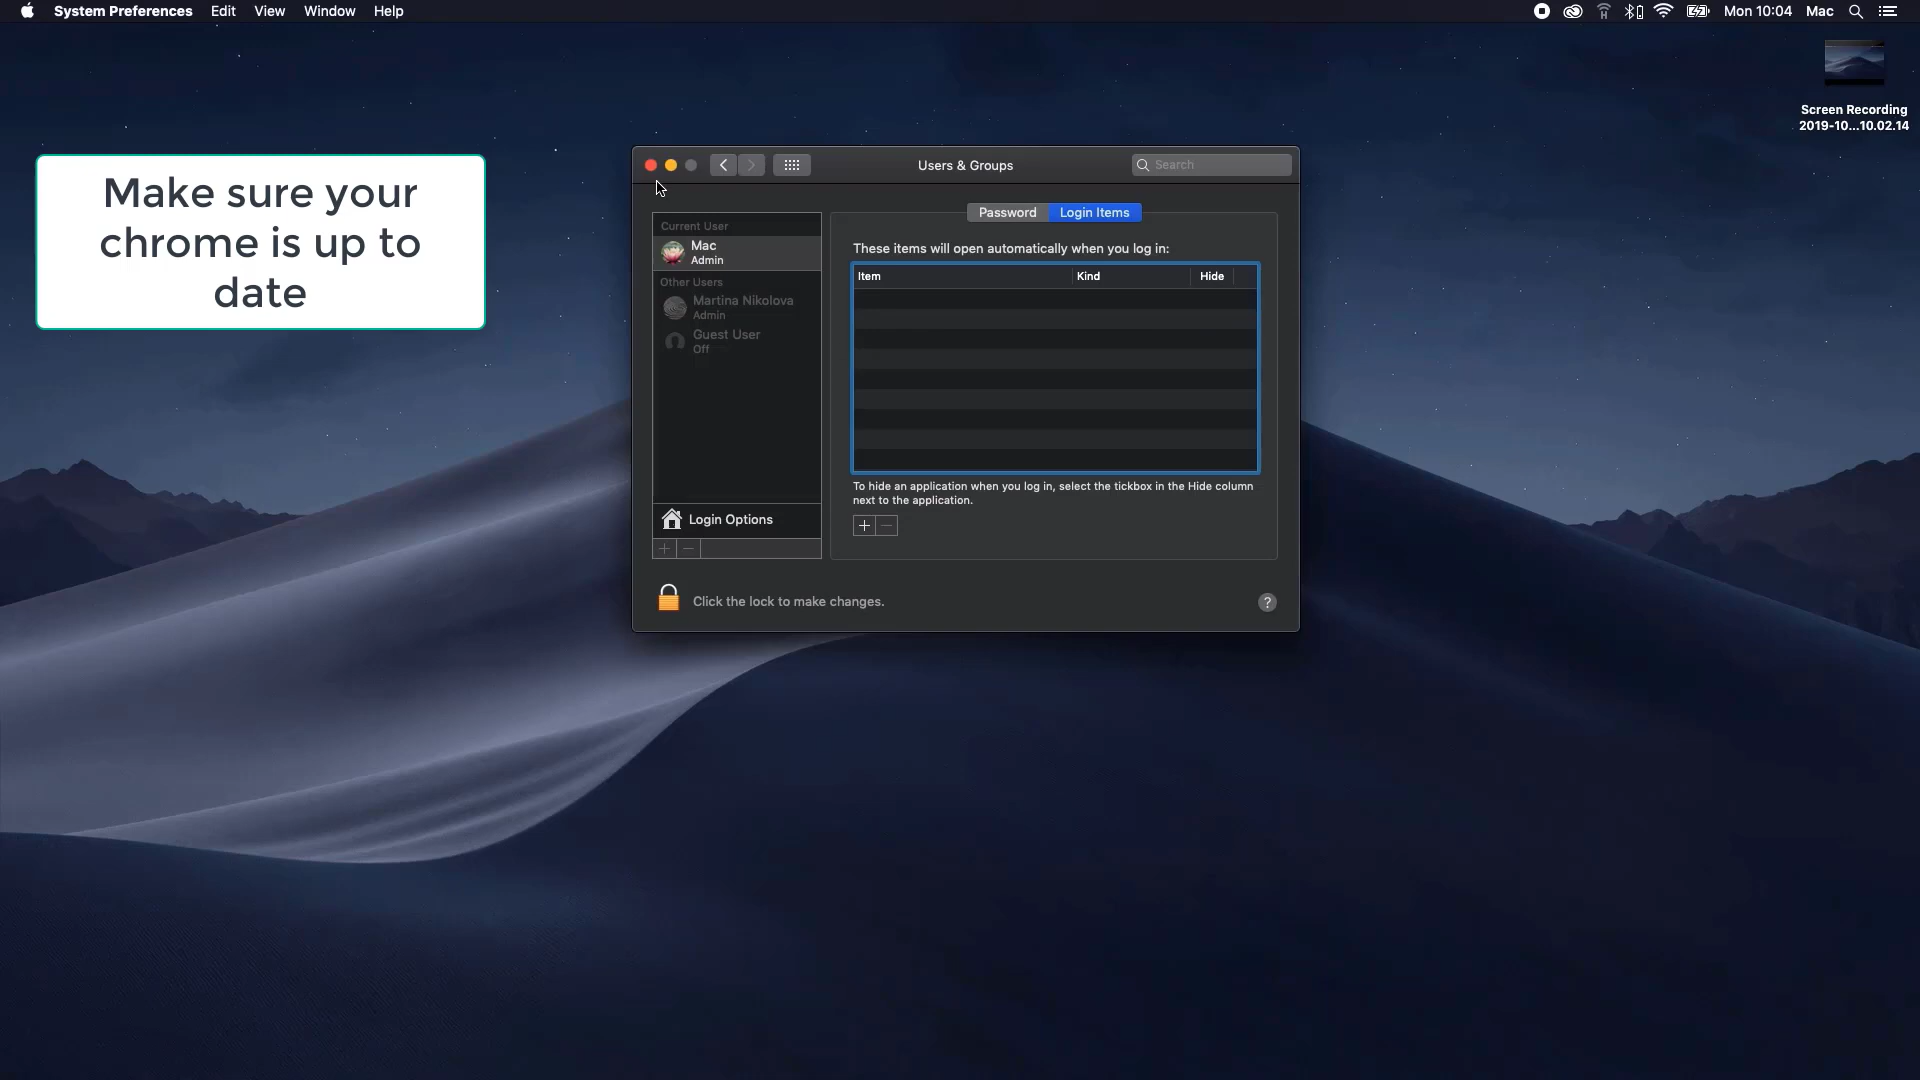 System Preferences Edit View Window Help
Mon 10:04 Mac
Screen Recording
2019-10...10.02.14
Make sure your
chrome is up to
date
Users & Groups
Search
Password Login Items
Current User
Mac
Admin
Other Users
Martina Nikolova
Admin
Guest User
Off
Login Options
These items will open automatically when you log in:
Item Kind Hide
To hide an application when you log in, select the tickbox in the Hide column
next to the application.
Click the lock to make changes.
?